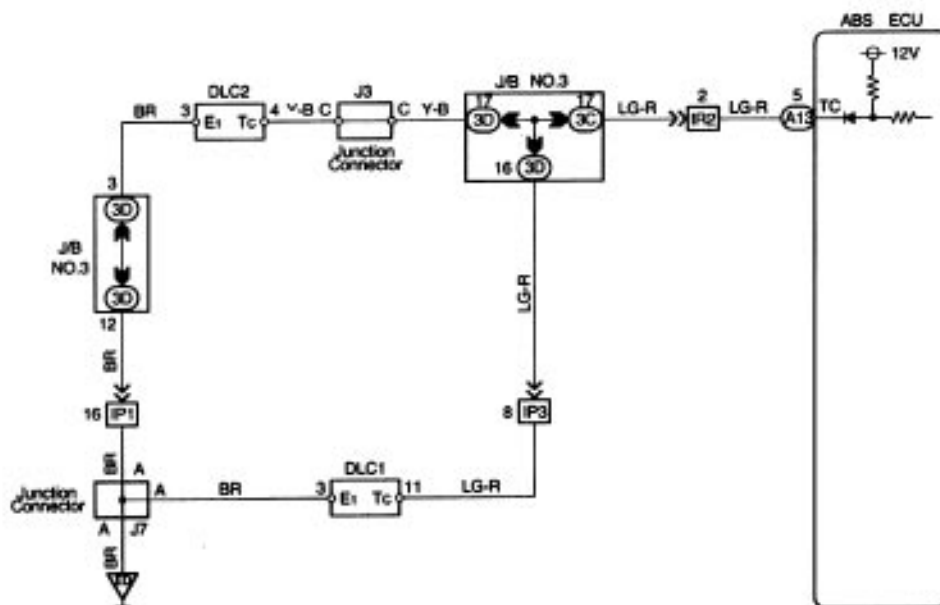 ABS ECU
12V
DLC2
J3
J/B NO.3
BR 3 E1 TC 4 Y-B C C Y-B 17 3D 17 3C LG-R 2 IR2 LG-R 5 A13 TC
Junction
Connector
16 3D
3
3D
J/B
NO.3
3D
12
BR
LG-R
16 IP1
8 IP3
BR A
DLC1
Junction
Connector
A BR 3 E1 TC 11 LG-R
A J7
BR